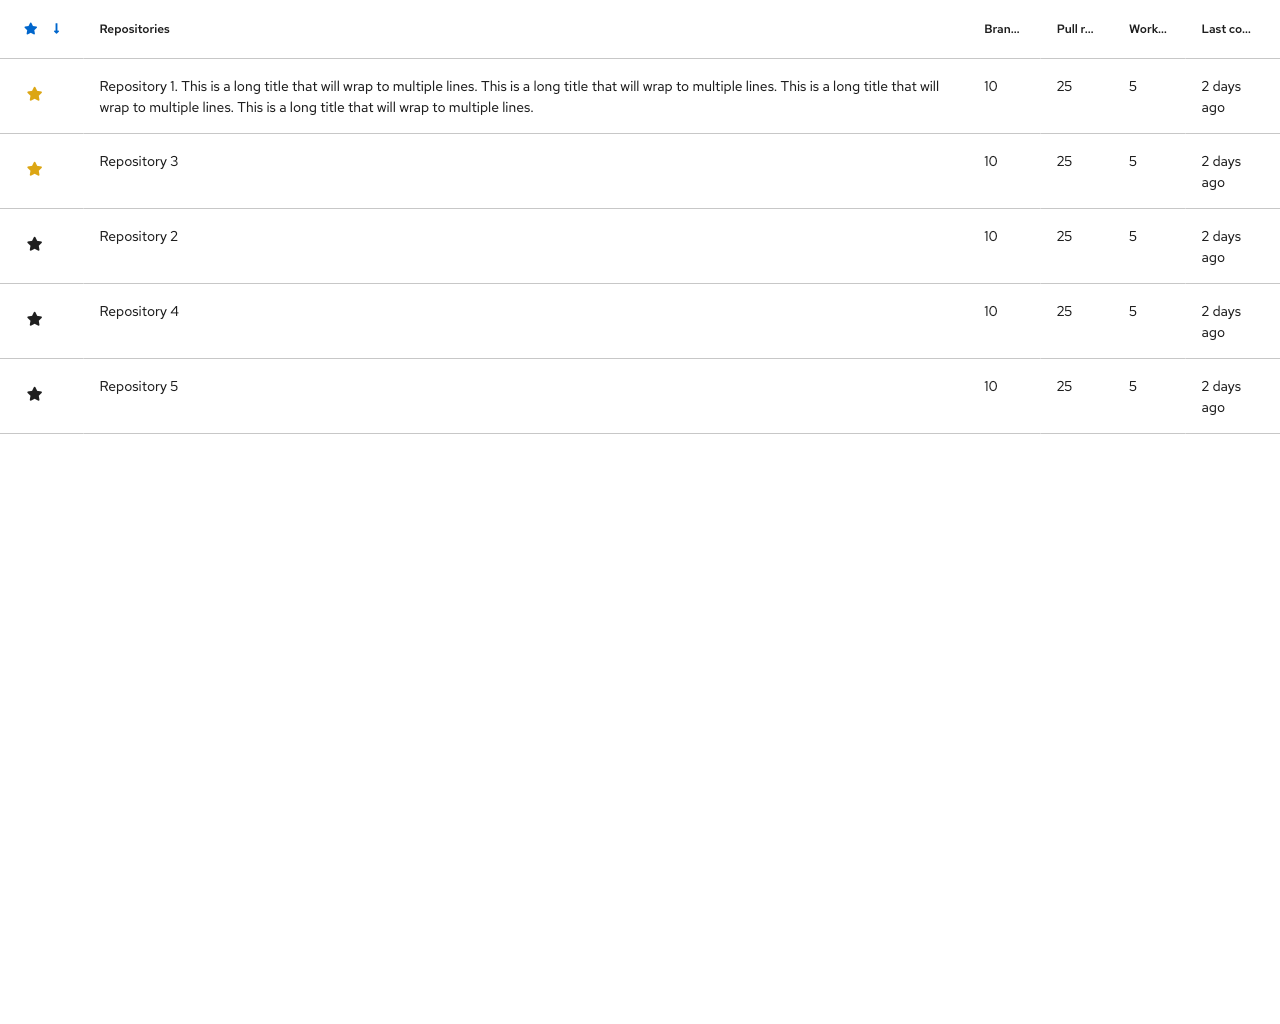 Repositories Bran... Pull r... Work... Last co...
Repository 1. This is a long title that will wrap to multiple lines. This is a long title that will wrap to multiple lines. This is a long title that will 10 25 5 2 days
wrap to multiple lines. This is a long title that will wrap to multiple lines. ago
Repository 3 10 25 5 2 days
ago
Repository 2 10 25 5 2 days
ago
Repository 4 10 25 5 2 days
ago
Repository 5 10 25 5 2 days
ago